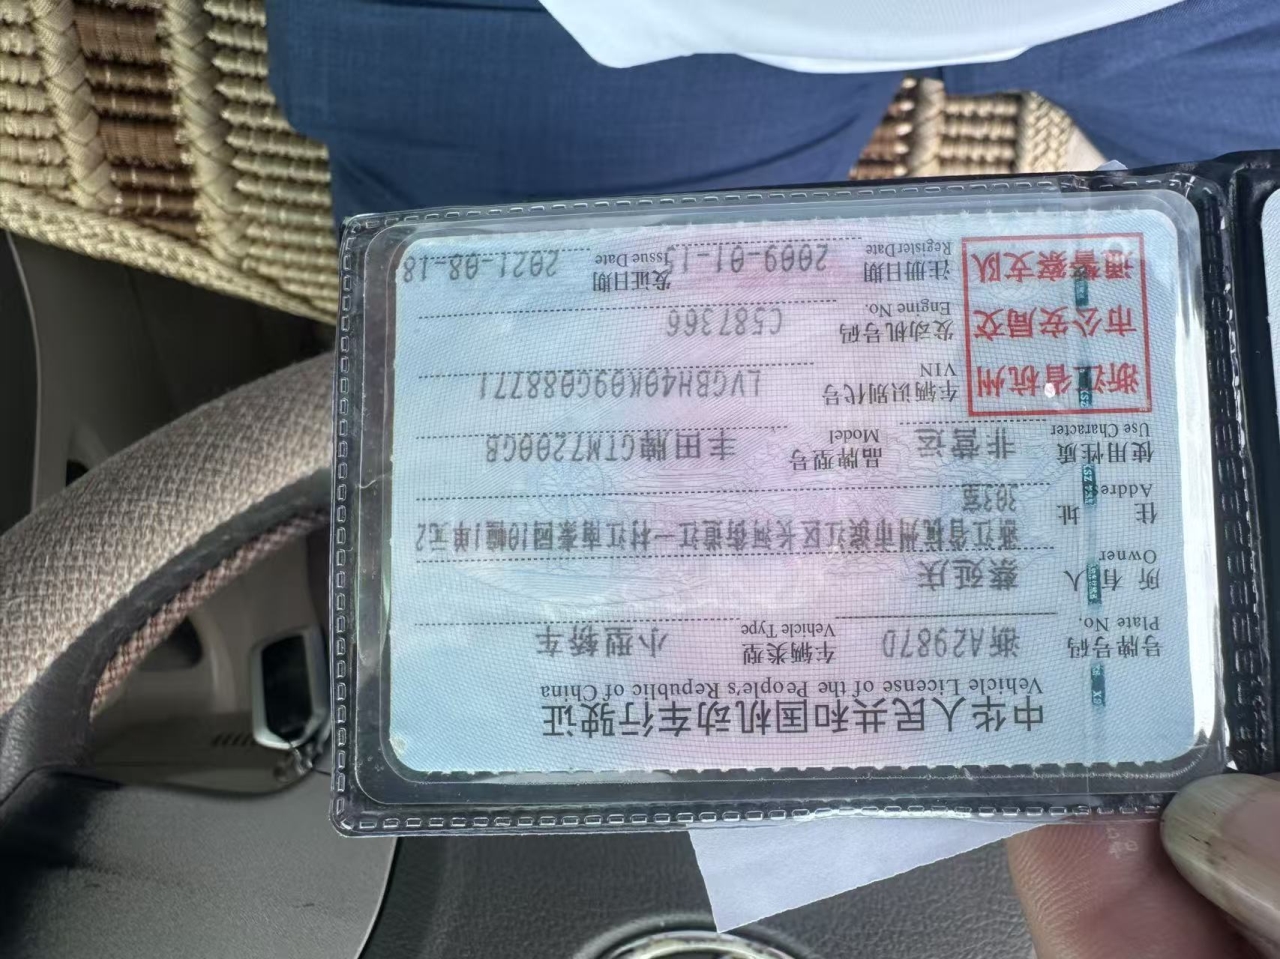 中华人民共和国机动车行驶证
Vehicle License of the People's Republic of China
号牌号码 浙A2987D 车辆类型 小型轿车
Plate No. Vehicle Type
所有人 蔡延庆
Owner
住址 浙江省杭州市滨江区长河街道江一村江南豪园10幢1单元2
303室
Addre
使用性质 非营运 品牌型号 丰田牌GTM7200GB
Use Character Model
浙江省杭州
市公安局交
通警察支队
车辆识别代号 LVGBH40K09G088771
VIN
发动机号码 C587366
Engine No.
注册日期 2009-01-15 发证日期 2021-08-18
Register Date Issue Date